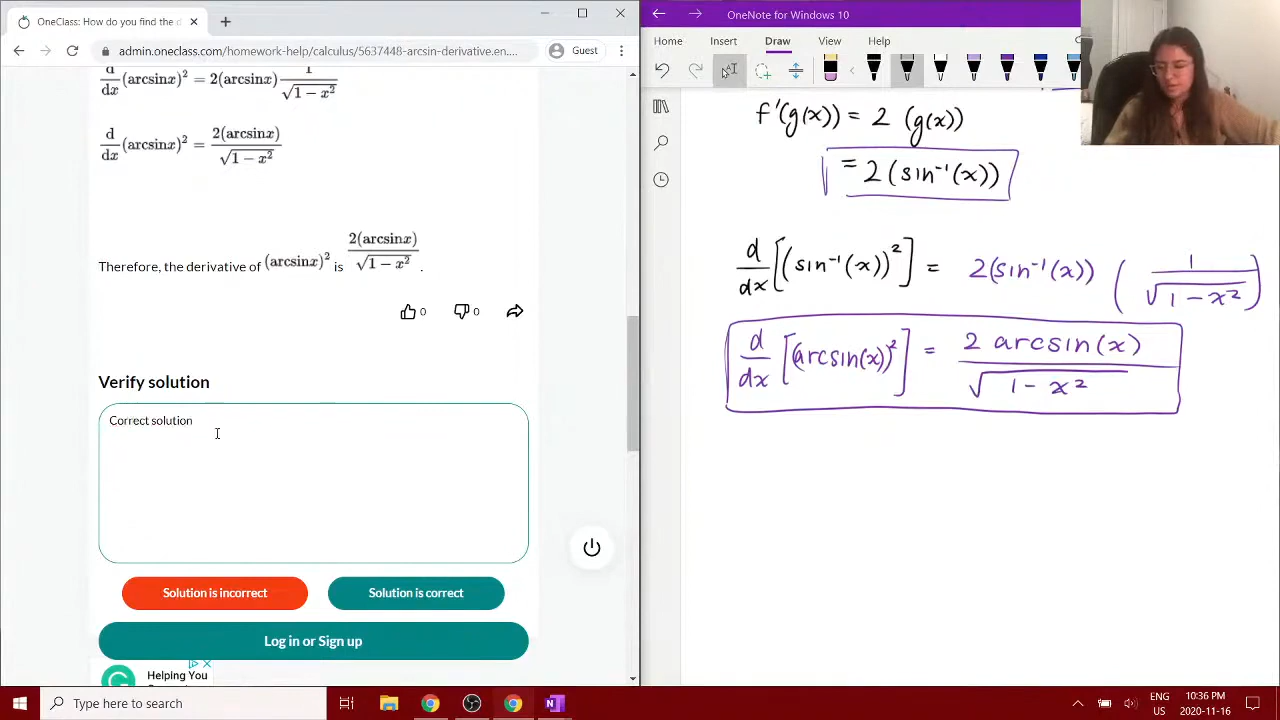 OneClass: How do you find the d
admin.oneclass.com/homework-help/calculus/5637448-arcsin-derivative.en....
Guest
d/dx (arcsinx)² = 2(arcsinx) 1/√(1 − x²)
d/dx (arcsinx)² = 2(arcsinx)/√(1 − x²)
Therefore, the derivative of (arcsinx)² is 2(arcsinx)/√(1 − x²).
0
0
Verify solution
Correct solution
Solution is incorrect
Solution is correct
Log in or Sign up
Helping You
OneNote for Windows 10
Home Insert Draw View Help
f'(g(x)) = 2 (g(x))
= 2(sin⁻¹(x))
d/dx [(sin⁻¹(x))²] = 2(sin⁻¹(x)) (1/√(1−x²))
d/dx [(arcsin(x))²] = 2 arcsin(x)/√(1−x²)
Type here to search
ENG
US
10:36 PM
2020-11-16